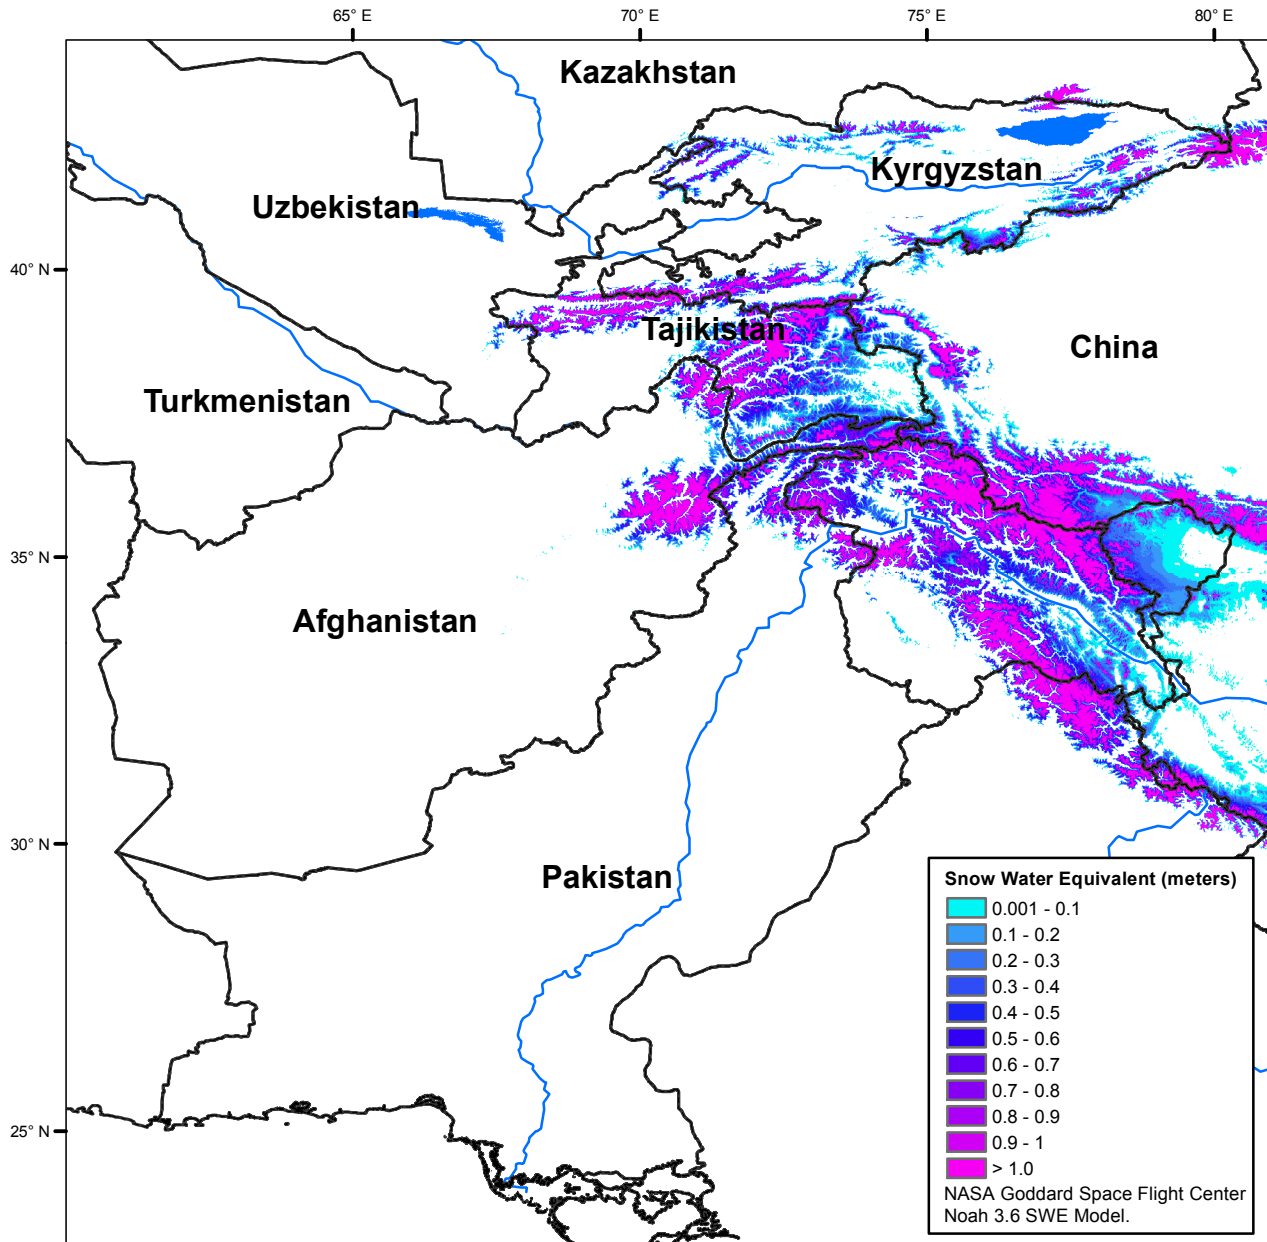 65° E
70° E
75° E
80° E
Kazakhstan
Kyrgyzstan
Uzbekistan
40° N
Tajikistan
China
Turkmenistan
35° N
Afghanistan
30° N
Pakistan
25° N
Snow Water Equivalent (meters)
0.001 - 0.1
0.1 - 0.2
0.2 - 0.3
0.3 - 0.4
0.4 - 0.5
0.5 - 0.6
0.6 - 0.7
0.7 - 0.8
0.8 - 0.9
0.9 - 1
> 1.0
NASA Goddard Space Flight Center
Noah 3.6 SWE Model.